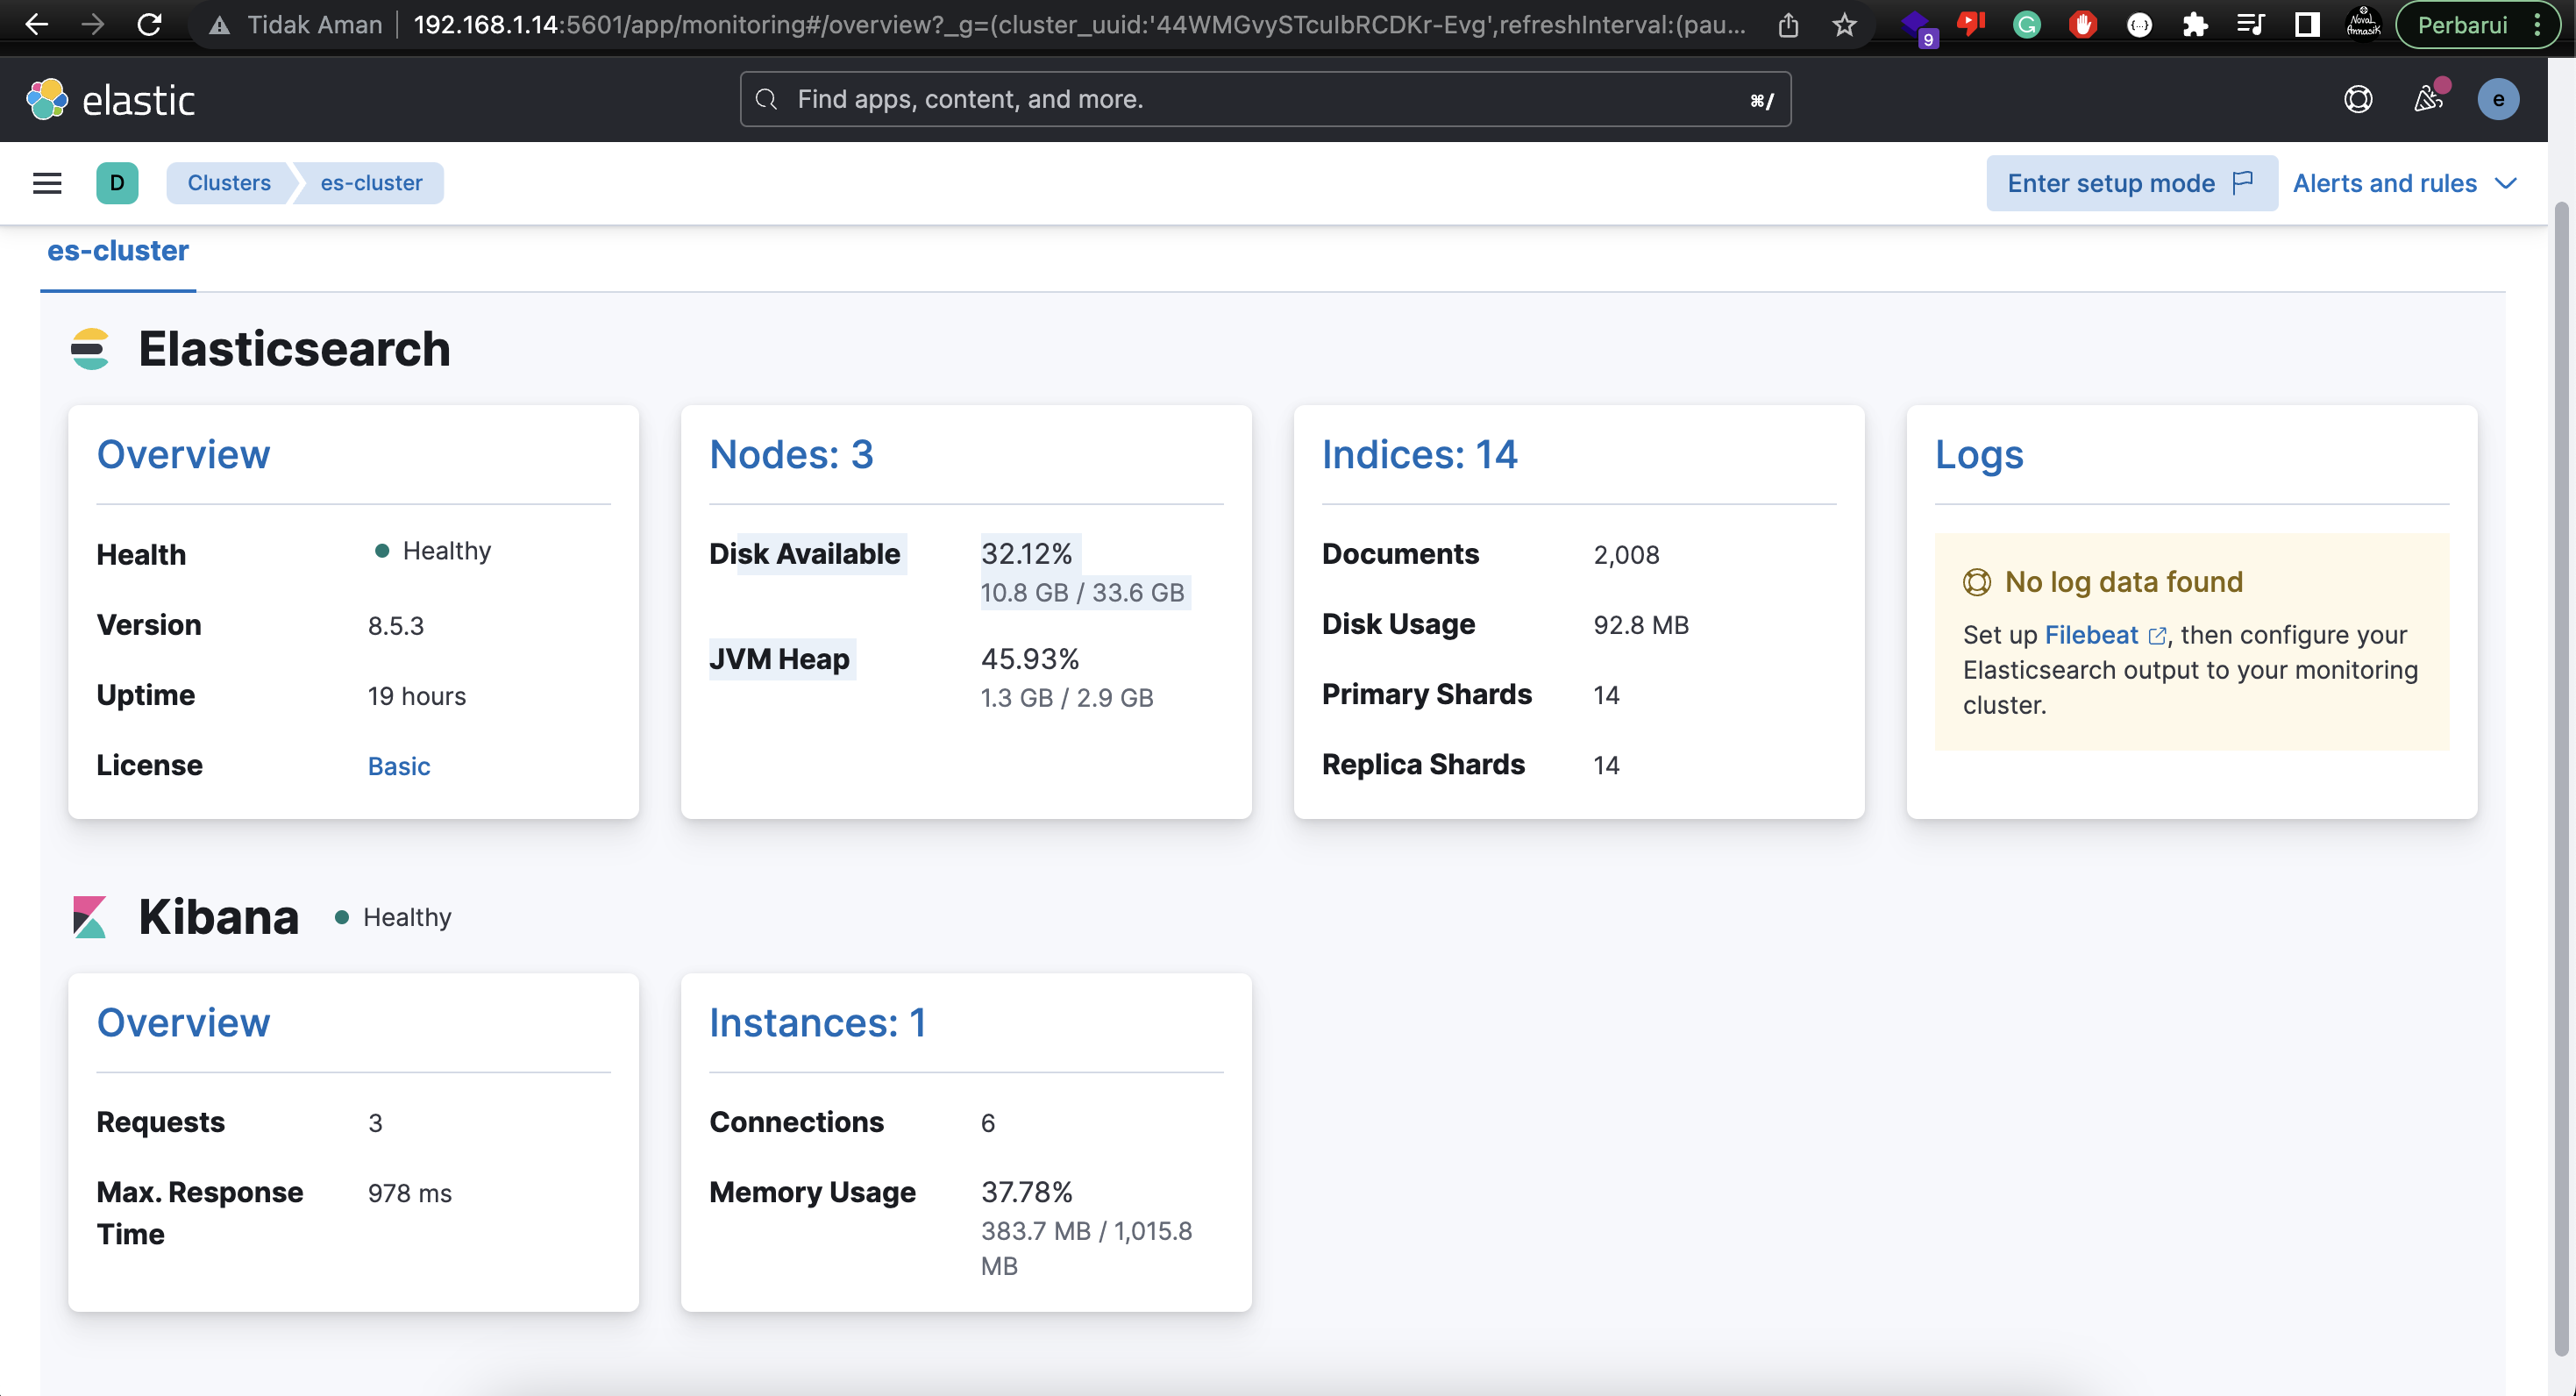 Tidak Aman 192.168.1.14:5601/app/monitoring#/overview?_g=(cluster_uuid:'44WMGvySTcuIbRCDKr-Evg',refreshInterval:(pau...
9
G
{...}
Noval
Annasik
Perbarui
elastic
Find apps, content, and more.
⌘/
e
D
Clusters
es-cluster
Enter setup mode
Alerts and rules
es-cluster
Elasticsearch
Overview
Health
Healthy
Version
8.5.3
Uptime
19 hours
License
Basic
Nodes: 3
Disk Available
32.12%
10.8 GB / 33.6 GB
JVM Heap
45.93%
1.3 GB / 2.9 GB
Indices: 14
Documents
2,008
Disk Usage
92.8 MB
Primary Shards
14
Replica Shards
14
Logs
No log data found
Set up Filebeat , then configure your
Elasticsearch output to your monitoring
cluster.
Kibana
Healthy
Overview
Requests
3
Max. Response
Time
978 ms
Instances: 1
Connections
6
Memory Usage
37.78%
383.7 MB / 1,015.8
MB